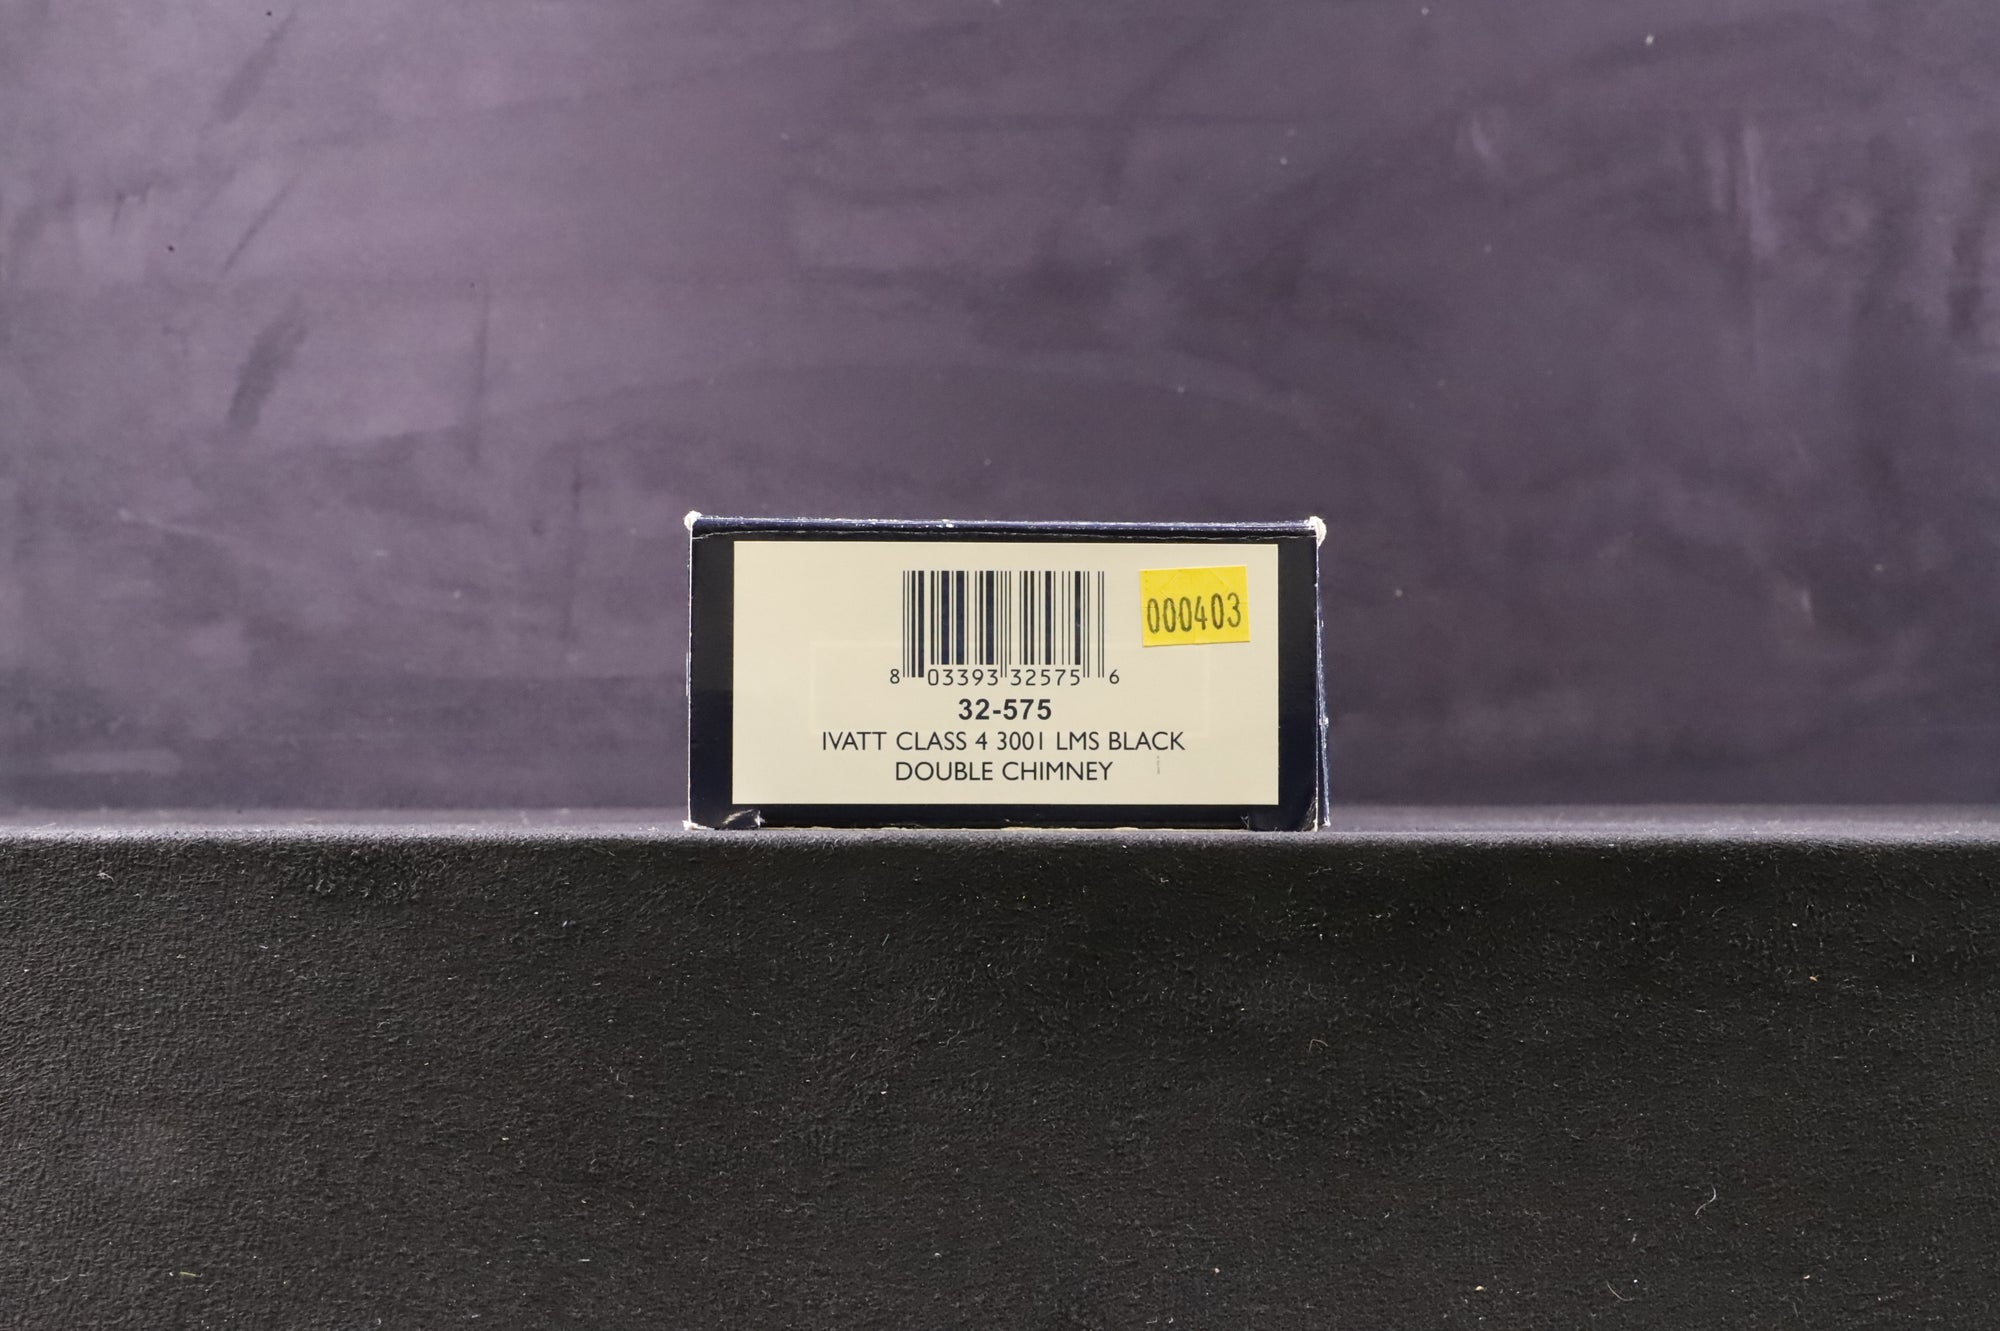 000403
8 03393 32575 6
32-575
IVATT CLASS 4 3001 LMS BLACK
DOUBLE CHIMNEY